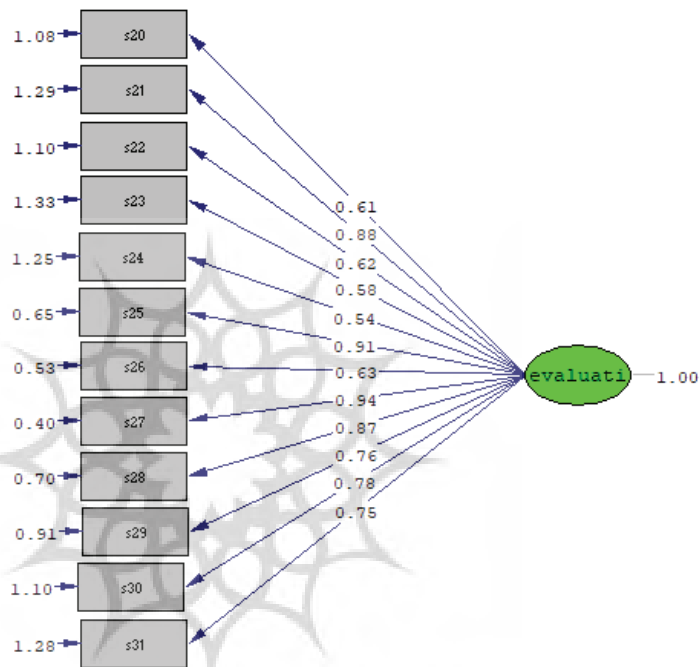 1.08 s20
1.29 s21
1.10 s22
1.33 s23
0.61
0.88
0.62
1.25 s24
0.58
0.54
0.65 s25
0.91
0.53 s26
0.63
evaluati 1.00
0.40 s27
0.94
0.87
0.70 s28
0.76
0.78
0.91 s29
0.75
1.10 s30
1.28 s31